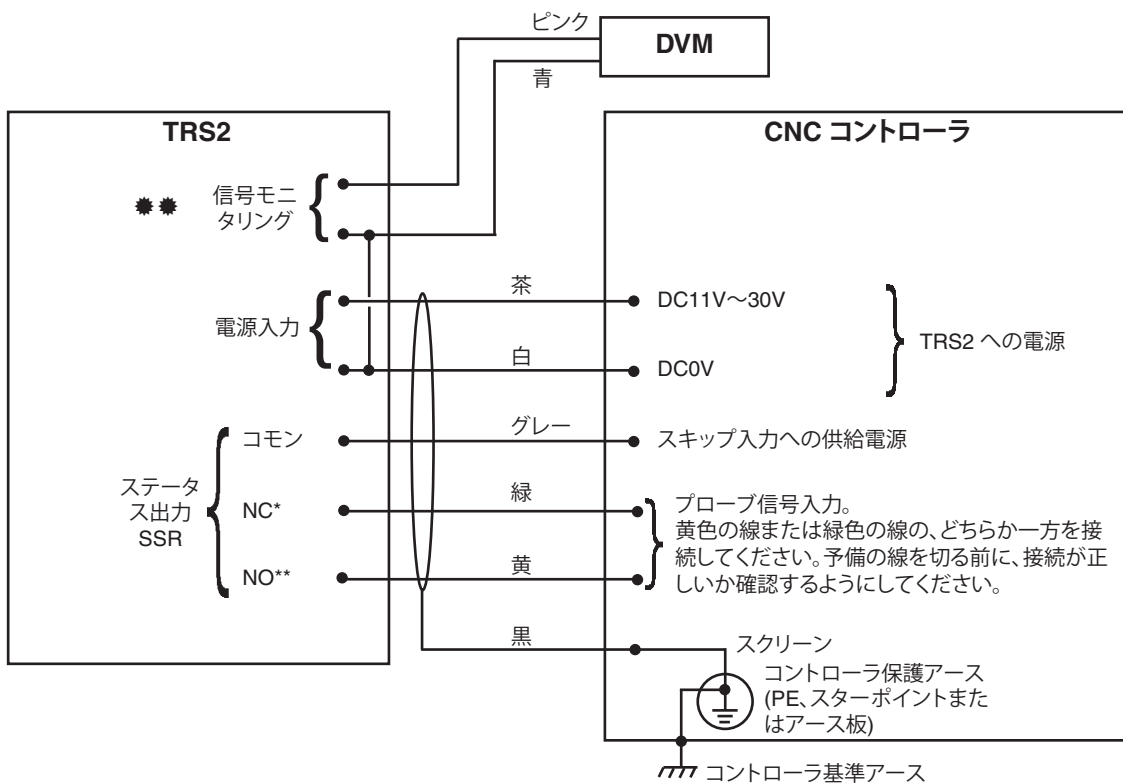 ピンク
DVM
青
TRS2
CNC コントローラ
信号モニ
タリング
茶
DC11V～30V
電源入力
TRS2 への電源
白
DC0V
コモン
グレー
スキップ入力への供給電源
ステータ
ス出力
SSR
NC*
緑
プローブ信号入力。
黄色の線または緑色の線の、どちらか一方を接
続してください。予備の線を切る前に、接続が正
しいか確認するようにしてください。
NO**
黄
黒
スクリーン
コントローラ保護アース
(PE、スターポイントまた
はアース板)
コントローラ基準アース